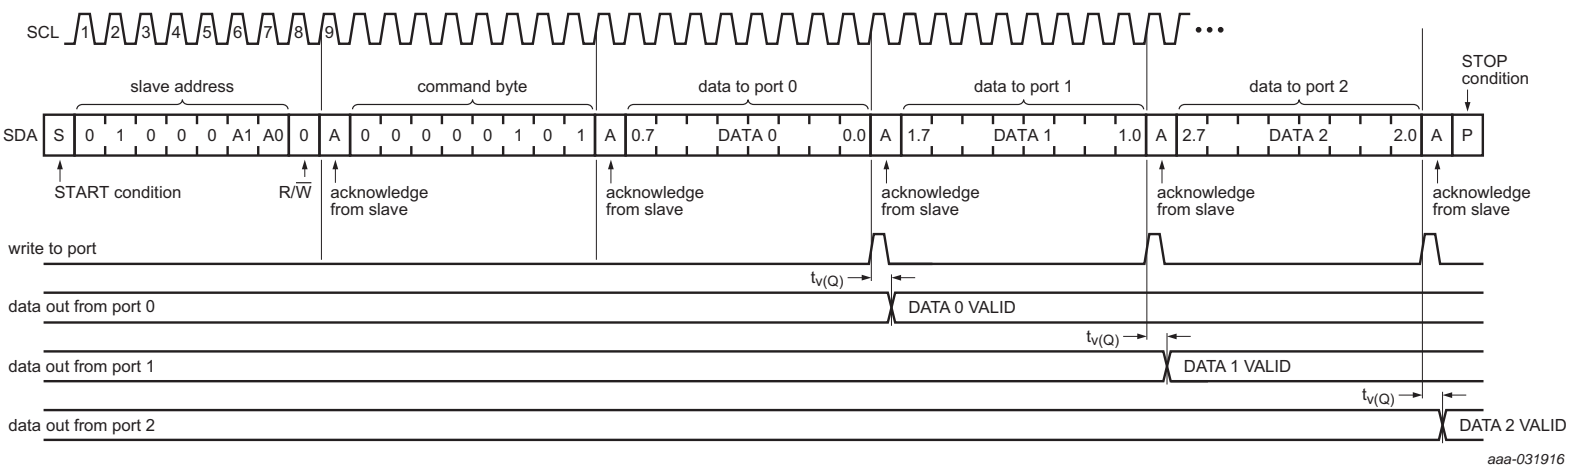 SCL 1 2 3 4 5 6 7 8 9 •••
STOP
condition
slave address command byte data to port 0 data to port 1 data to port 2
SDA S 0 1 0 0 0 A1 A0 0 A 0 0 0 0 0 1 0 1 A 0.7 DATA 0 0.0 A 1.7 DATA 1 1.0 A 2.7 DATA 2 2.0 A P
START condition R/W̅ acknowledge from slave acknowledge from slave acknowledge from slave acknowledge from slave acknowledge from slave
write to port
tv(Q)
data out from port 0 DATA 0 VALID
tv(Q)
data out from port 1 DATA 1 VALID
tv(Q)
data out from port 2 DATA 2 VALID
aaa-031916